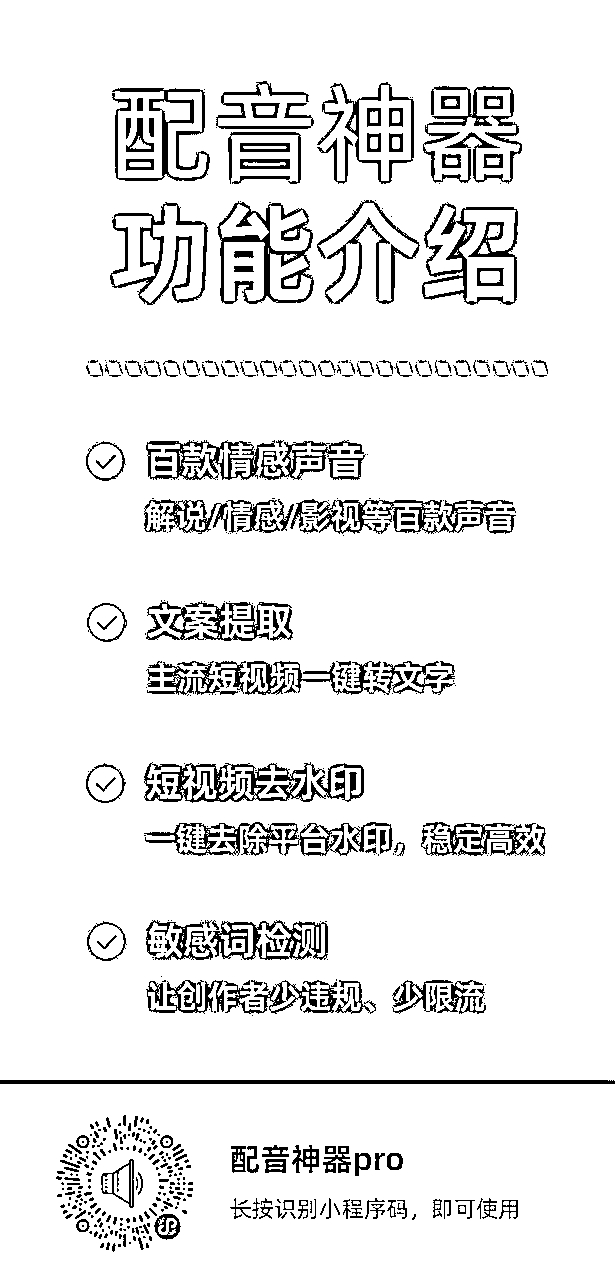 配音神器
功能介绍
百款情感声音
解说/情感/影视等百款声音
文案提取
主流短视频一键转文字
短视频去水印
一键去除平台水印，稳定高效
敏感词检测
让创作者少违规、少限流
配音神器pro
长按识别小程序码，即可使用